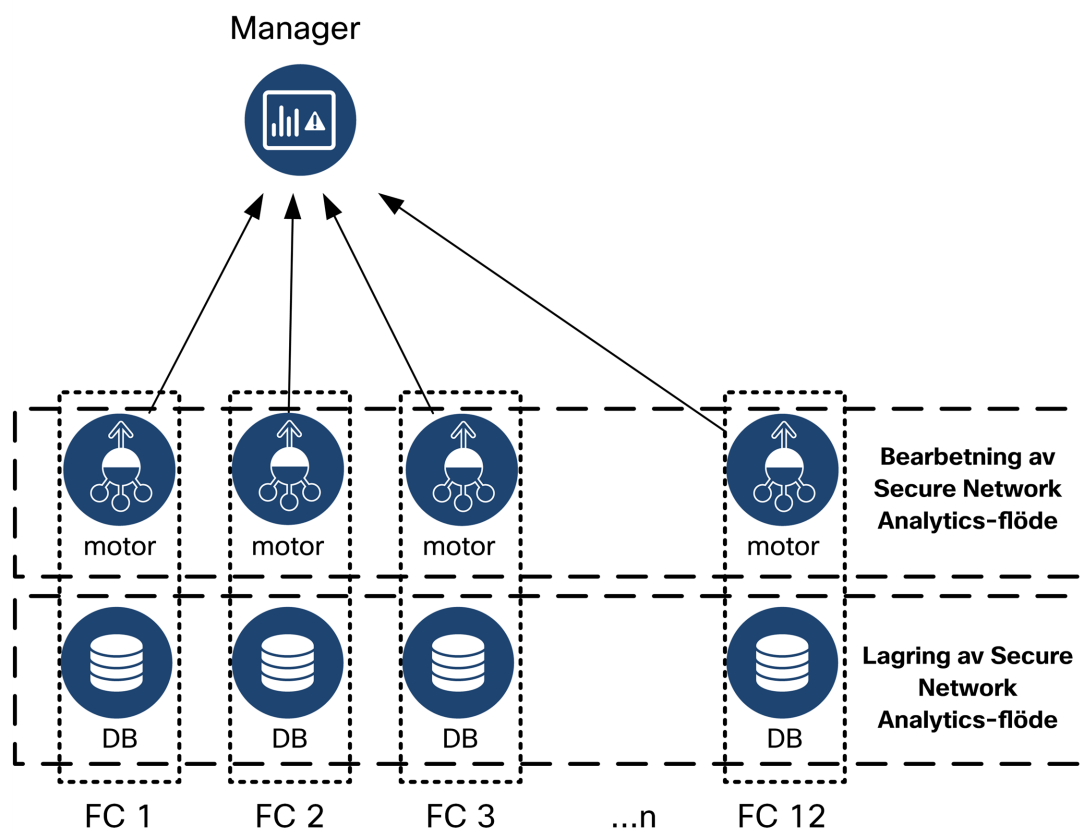 Manager
motor
motor
motor
motor
Bearbetning av
Secure Network
Analytics-flöde
DB
DB
DB
DB
Lagring av Secure
Network
Analytics-flöde
FC 1
FC 2
FC 3
...n
FC 12